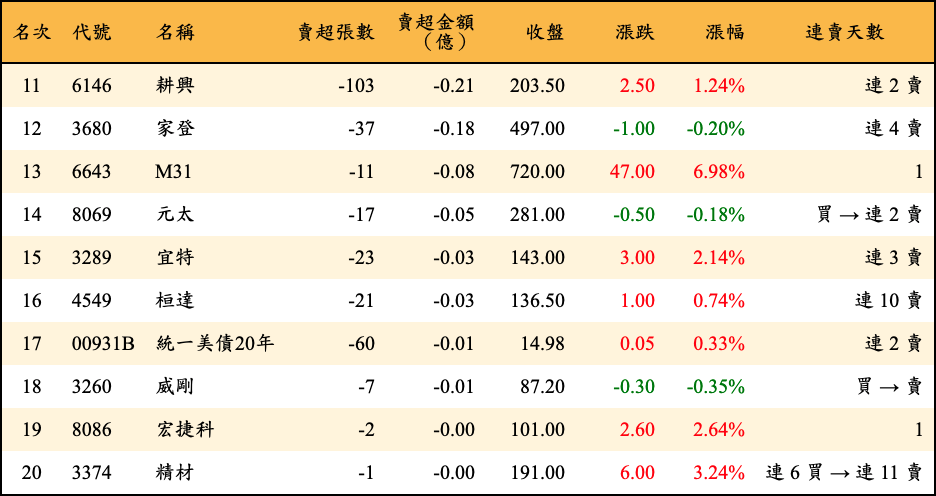 名次 代號 名稱 賣超張數 賣超金額（億） 收盤 漲跌 漲幅 連賣天數
11 6146 耕興 -103 -0.21 203.50 2.50 1.24% 連 2 賣
12 3680 家登 -37 -0.18 497.00 -1.00 -0.20% 連 4 賣
13 6643 M31 -11 -0.08 720.00 47.00 6.98% 1
14 8069 元太 -17 -0.05 281.00 -0.50 -0.18% 買 → 連 2 賣
15 3289 宜特 -23 -0.03 143.00 3.00 2.14% 連 3 賣
16 4549 桓達 -21 -0.03 136.50 1.00 0.74% 連 10 賣
17 00931B 統一美債20年 -60 -0.01 14.98 0.05 0.33% 連 2 賣
18 3260 威剛 -7 -0.01 87.20 -0.30 -0.35% 買 → 賣
19 8086 宏捷科 -2 -0.00 101.00 2.60 2.64% 1
20 3374 精材 -1 -0.00 191.00 6.00 3.24% 連 6 買 → 連 11 賣